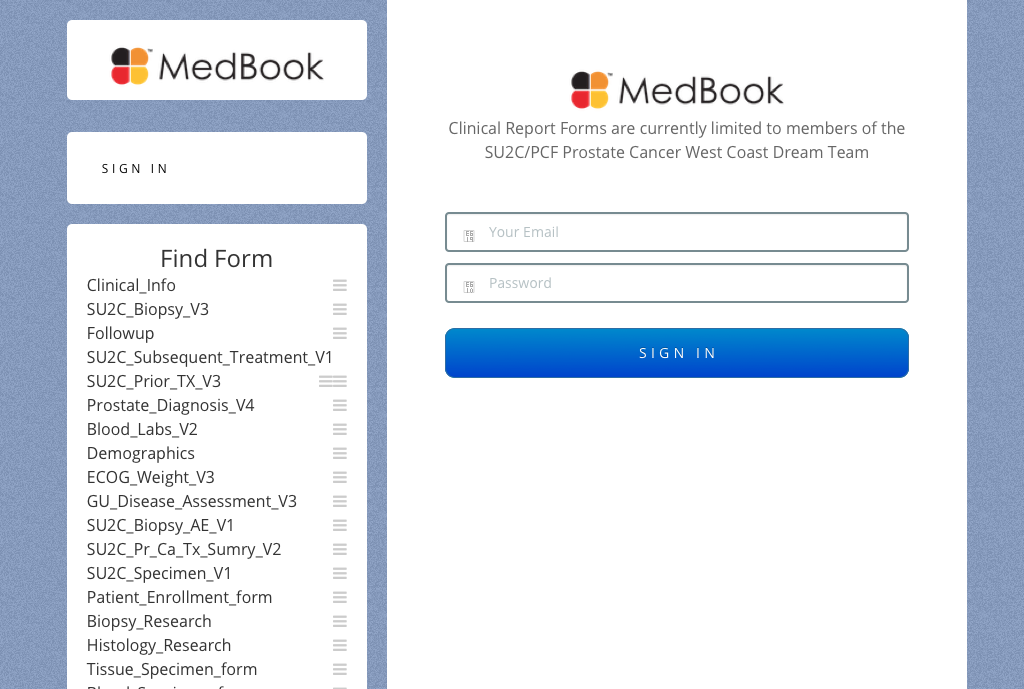 MedBook
SIGN IN
Find Form
Clinical_Info
SU2C_Biopsy_V3
Followup
SU2C_Subsequent_Treatment_V1
SU2C_Prior_TX_V3
Prostate_Diagnosis_V4
Blood_Labs_V2
Demographics
ECOG_Weight_V3
GU_Disease_Assessment_V3
SU2C_Biopsy_AE_V1
SU2C_Pr_Ca_Tx_Sumry_V2
SU2C_Specimen_V1
Patient_Enrollment_form
Biopsy_Research
Histology_Research
Tissue_Specimen_form
MedBook
Clinical Report Forms are currently limited to members of the
SU2C/PCF Prostate Cancer West Coast Dream Team
Your Email
Password
SIGN IN